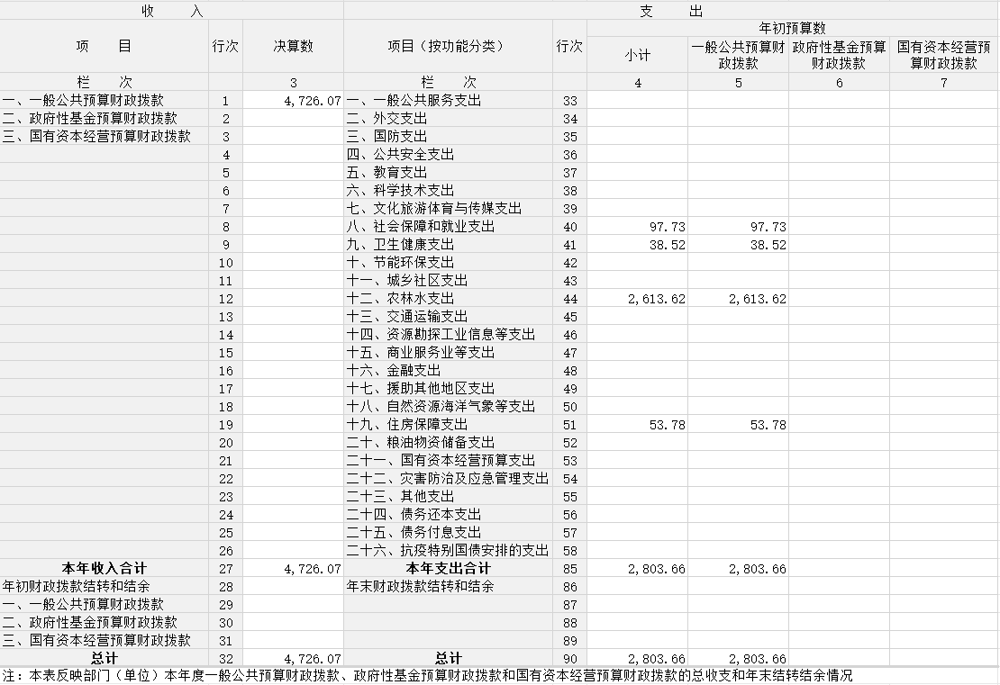 收 入 支 出
项 目 行次 决算数 项目（按功能分类） 行次 年初预算数
小计 一般公共预算财政拨款 政府性基金预算财政拨款 国有资本经营预算财政拨款
栏 次 3 栏 次 4 5 6 7
一、一般公共预算财政拨款 1 4,726.07 一、一般公共服务支出 33
二、政府性基金预算财政拨款 2 二、外交支出 34
三、国有资本经营预算财政拨款 3 三、国防支出 35
4 四、公共安全支出 36
5 五、教育支出 37
6 六、科学技术支出 38
7 七、文化旅游体育与传媒支出 39
8 八、社会保障和就业支出 40 97.73 97.73
9 九、卫生健康支出 41 38.52 38.52
10 十、节能环保支出 42
11 十一、城乡社区支出 43
12 十二、农林水支出 44 2,613.62 2,613.62
13 十三、交通运输支出 45
14 十四、资源勘探工业信息等支出 46
15 十五、商业服务业等支出 47
16 十六、金融支出 48
17 十七、援助其他地区支出 49
18 十八、自然资源海洋气象等支出 50
19 十九、住房保障支出 51 53.78 53.78
20 二十、粮油物资储备支出 52
21 二十一、国有资本经营预算支出 53
22 二十二、灾害防治及应急管理支出 54
23 二十三、其他支出 55
24 二十四、债务还本支出 56
25 二十五、债务付息支出 57
26 二十六、抗疫特别国债安排的支出 58
本年收入合计 27 4,726.07 本年支出合计 85 2,803.66 2,803.66
年初财政拨款结转和结余 28 年末财政拨款结转和结余 86
一、一般公共预算财政拨款 29 87
二、政府性基金预算财政拨款 30 88
三、国有资本经营预算财政拨款 31 89
总计 32 4,726.07 总计 90 2,803.66 2,803.66
注：本表反映部门（单位）本年度一般公共预算财政拨款、政府性基金预算财政拨款和国有资本经营预算财政拨款的总收支和年末结转结余情况